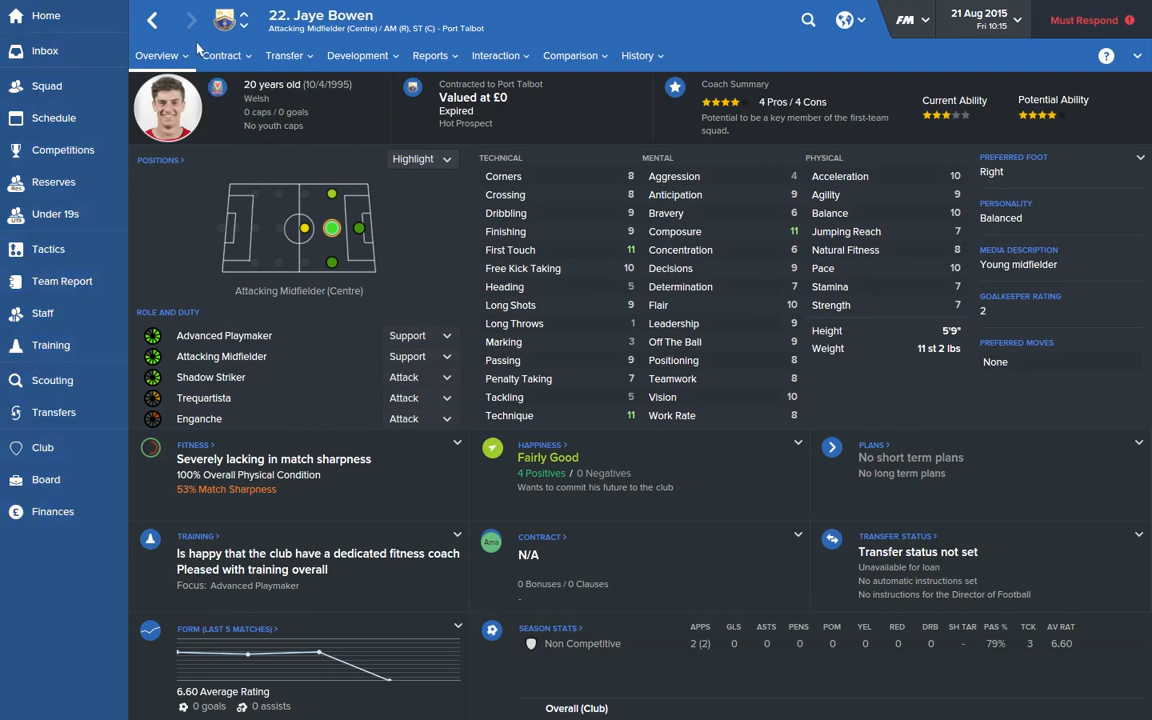 Home
Inbox
Squad
Schedule
Competitions
Reserves
Under 19s
Tactics
Team Report
Staff
Training
Scouting
Transfers
Club
Board
Finances
22. Jaye Bowen
Attacking Midfielder (Centre) / AM (R), ST (C) - Port Talbot
FM
21 Aug 2015
Fri 10:15
Must Respond
Overview Contract Transfer Development Reports Interaction Comparison History
20 years old (10/4/1995)
Welsh
0 caps / 0 goals
No youth caps
Contracted to Port Talbot
Valued at £0
Expired
Hot Prospect
Coach Summary
4 Pros / 4 Cons
Potential to be a key member of the first-team
squad.
Current Ability
Potential Ability
POSITIONS >
Highlight
Attacking Midfielder (Centre)
ROLE AND DUTY
Advanced Playmaker Support
Attacking Midfielder Support
Shadow Striker Attack
Trequartista Attack
Enganche Attack
TECHNICAL
Corners 8
Crossing 8
Dribbling 9
Finishing 9
First Touch 11
Free Kick Taking 10
Heading 5
Long Shots 9
Long Throws 1
Marking 3
Passing 9
Penalty Taking 7
Tackling 5
Technique 11
MENTAL
Aggression 4
Anticipation 9
Bravery 6
Composure 11
Concentration 6
Decisions 9
Determination 7
Flair 10
Leadership 9
Off The Ball 9
Positioning 8
Teamwork 8
Vision 10
Work Rate 8
PHYSICAL
Acceleration 10
Agility 9
Balance 10
Jumping Reach 7
Natural Fitness 8
Pace 10
Stamina 7
Strength 7
Height 5'9"
Weight 11 st 2 lbs
PREFERRED FOOT
Right
PERSONALITY
Balanced
MEDIA DESCRIPTION
Young midfielder
GOALKEEPER RATING
2
PREFERRED MOVES
None
FITNESS >
Severely lacking in match sharpness
100% Overall Physical Condition
53% Match Sharpness
HAPPINESS >
Fairly Good
4 Positives / 0 Negatives
Wants to commit his future to the club
PLANS >
No short term plans
No long term plans
TRAINING >
Is happy that the club have a dedicated fitness coach
Pleased with training overall
Focus: Advanced Playmaker
Ama
CONTRACT >
N/A
0 Bonuses / 0 Clauses
-
TRANSFER STATUS >
Transfer status not set
Unavailable for loan
No automatic instructions set
No instructions for the Director of Football
FORM (LAST 5 MATCHES) >
6.60 Average Rating
0 goals 0 assists
SEASON STATS > APPS GLS ASTS PENS POM YEL RED DRB SH TAR PAS % TCK AV RAT
Non Competitive 2 (2) 0 0 0 0 0 0 0 - 79% 3 6.60
Overall (Club)